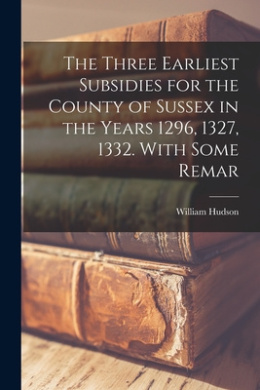 The Three Earliest
Subsidies for the
County of Sussex in
the Years 1296, 1327,
1332. With Some
Remar
William Hudson